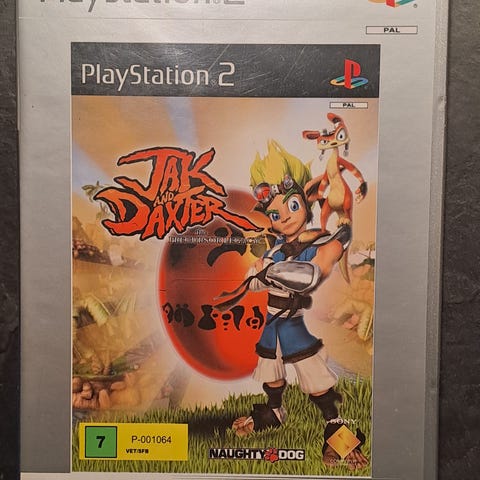 PlayStation®2
PAL
PlayStation®2
PAL
JAK
AND
DAXTER
THE
PRECURSOR LEGACY
7
P-001064
VET/SFB
NAUGHTY DOG
SONY
COMPUTER